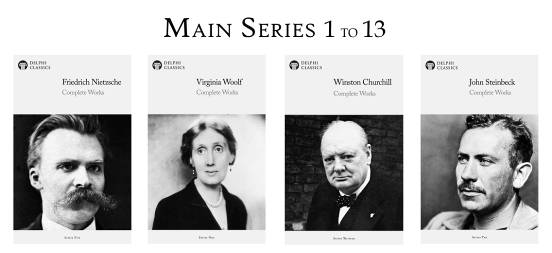 MAIN SERIES 1 TO 13
DELPHI
CLASSICS
Friedrich Nietzsche
Complete Works
DELPHI
CLASSICS
Virginia Woolf
Complete Works
DELPHI
CLASSICS
Winston Churchill
Complete Works
DELPHI
CLASSICS
John Steinbeck
Complete Works